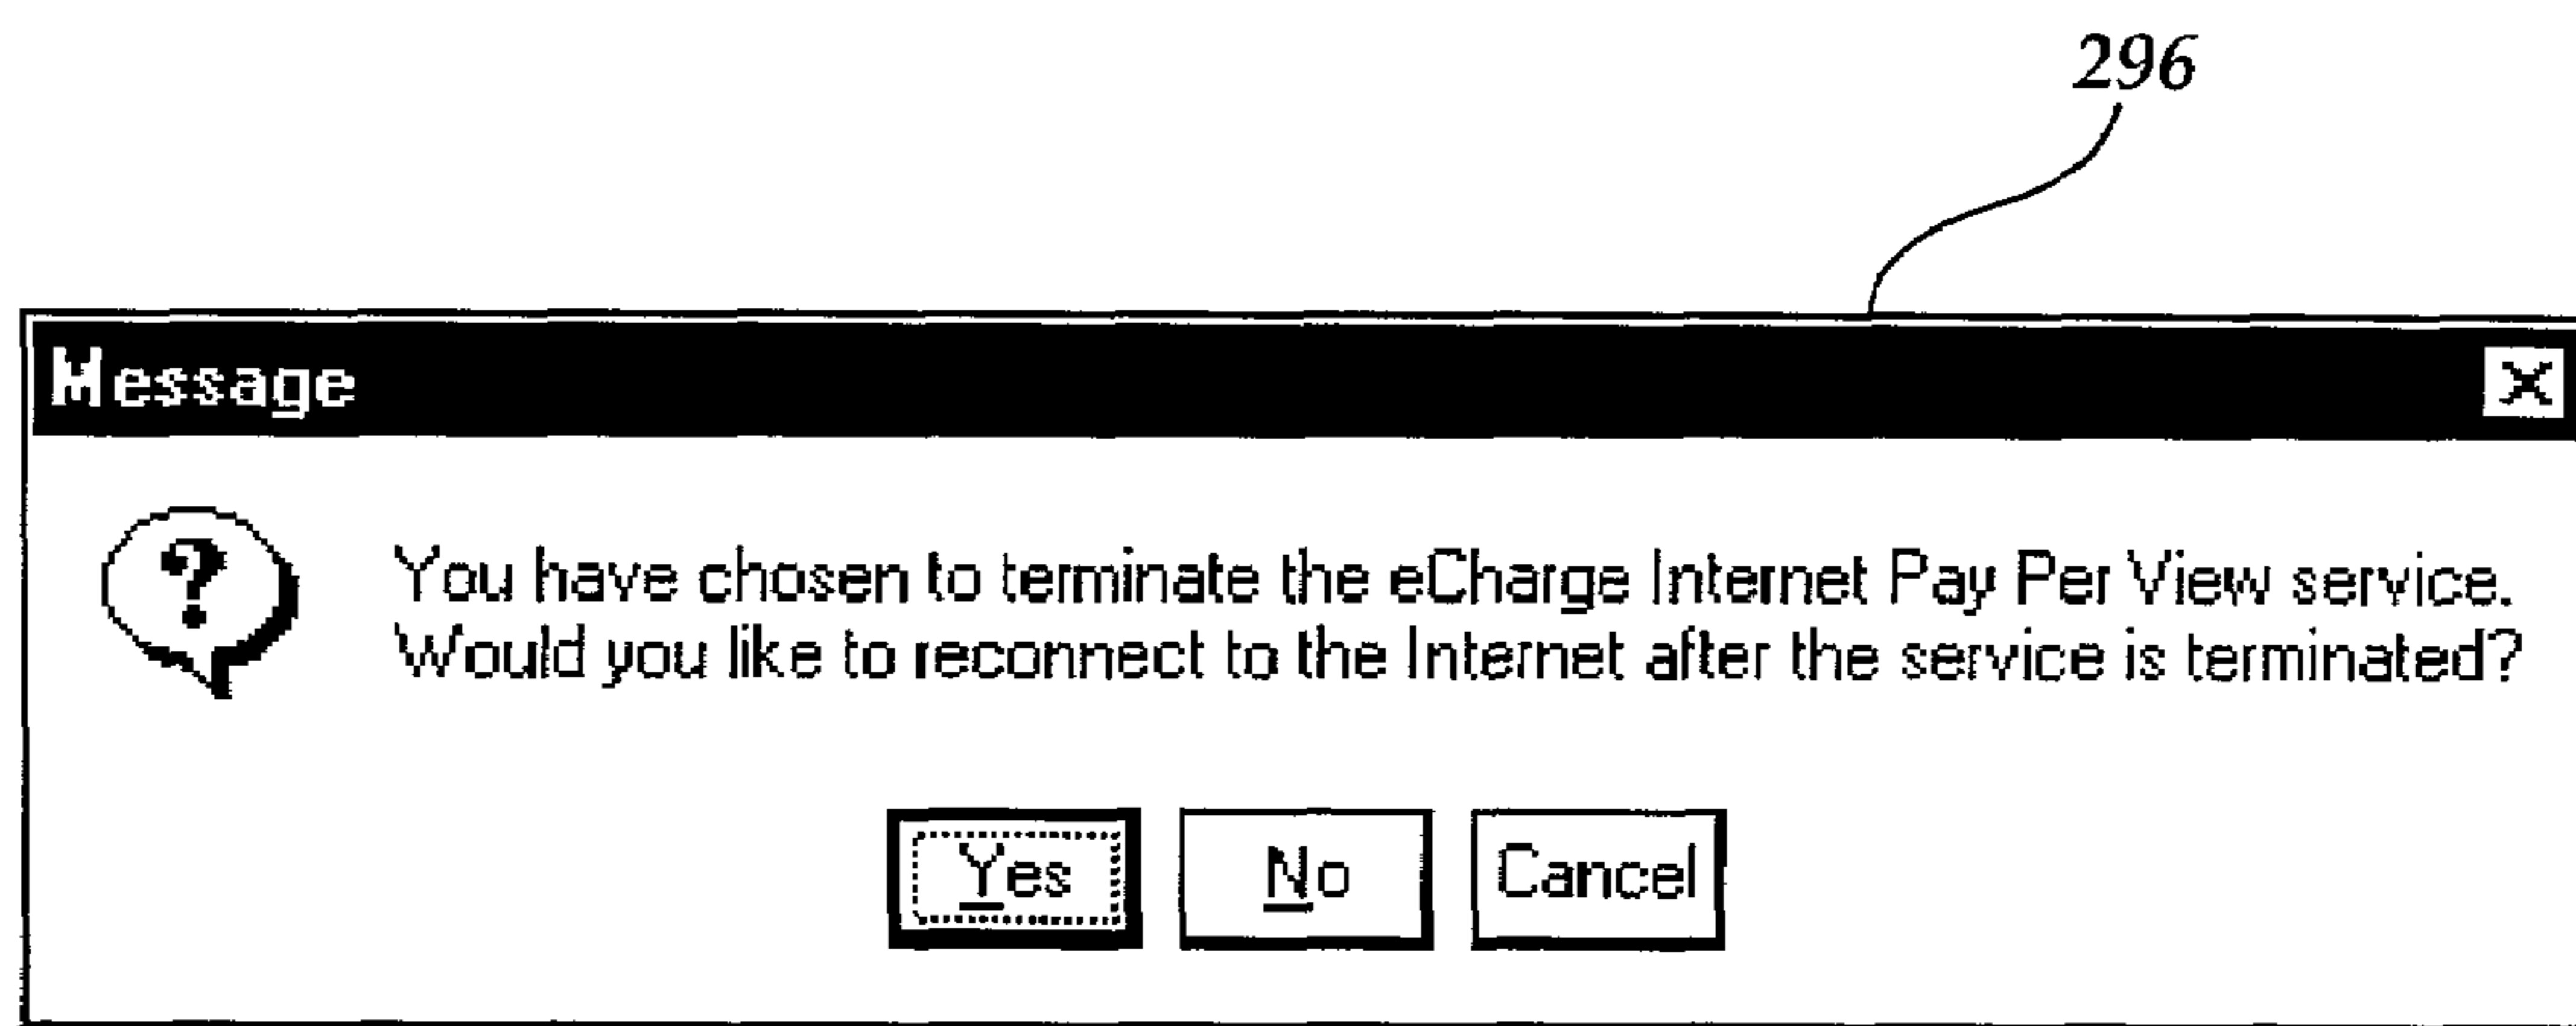 296
Message
You have chosen to terminate the eCharge Internet Pay Per View service.
Would you like to reconnect to the Internet after the service is terminated?
Yes No Cancel